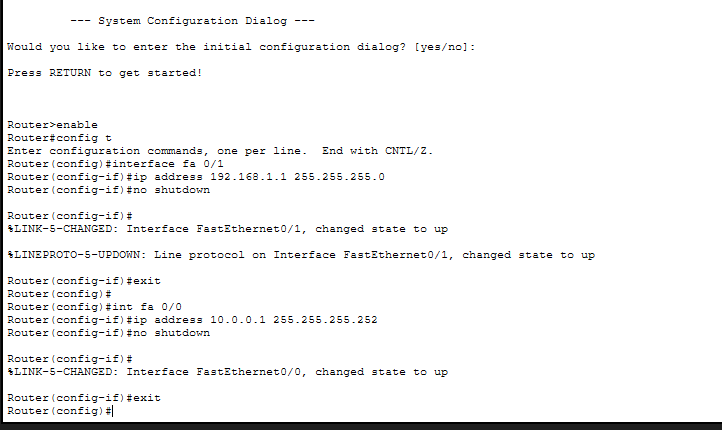 --- System Configuration Dialog ---
Would you like to enter the initial configuration dialog? [yes/no]:
Press RETURN to get started!
Router>enable
Router#config t
Enter configuration commands, one per line.  End with CNTL/Z.
Router(config)#interface fa 0/1
Router(config-if)#ip address 192.168.1.1 255.255.255.0
Router(config-if)#no shutdown
Router(config-if)#
%LINK-5-CHANGED: Interface FastEthernet0/1, changed state to up
%LINEPROTO-5-UPDOWN: Line protocol on Interface FastEthernet0/1, changed state to up
Router(config-if)#exit
Router(config)#
Router(config)#int fa 0/0
Router(config-if)#ip address 10.0.0.1 255.255.255.252
Router(config-if)#no shutdown
Router(config-if)#
%LINK-5-CHANGED: Interface FastEthernet0/0, changed state to up
Router(config-if)#exit
Router(config)#